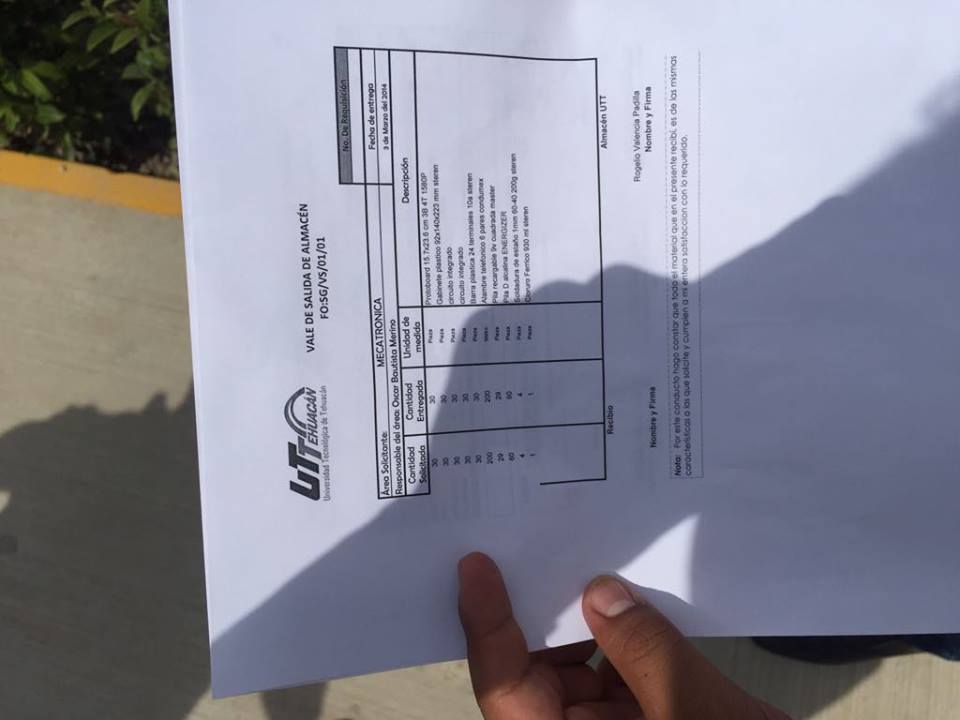 UTTEHUACÁN
Universidad Tecnológica de Tehuacán
VALE DE SALIDA DE ALMACÉN
FO:SG/VS/01/01
No. De Requisición
Área Solicitante: MECATRONICA Fecha de entrega
Responsable del área: Oscar Bautista Merino 3 de Marzo del 2014
Cantidad Solicitada Cantidad Entregada Unidad de medida Descripción
30 30 Pieza Protoboard 15.7x23.6 cm 3B 4T 1580P
30 30 Pieza Gabinete plastico 92x140x223 mm steren
30 30 Pieza circuito integrado
30 30 Pieza circuito integrado
30 30 Pieza Barra plastica 24 terminales 10a steren
200 200 Metro Alambre telefonico 6 pares condumex
29 29 Pieza Pila recargable 9v cuadrada master
60 60 Pieza Pila D alcalina ENERGIZER
4 4 Pieza Soldadura de estaño 1mm 60-40 200g steren
1 1 Pieza Cloruro Ferrico 930 ml steren
Recibio Almacén UTT
Rogelio Valencia Padilla
Nombre y Firma Nombre y Firma
Nota: Por este conducto hago constar que todo el material que en el presente recibí, es de las mismas
características a las que solicite y cumplen a mi entera satisfaccion con lo requerido.